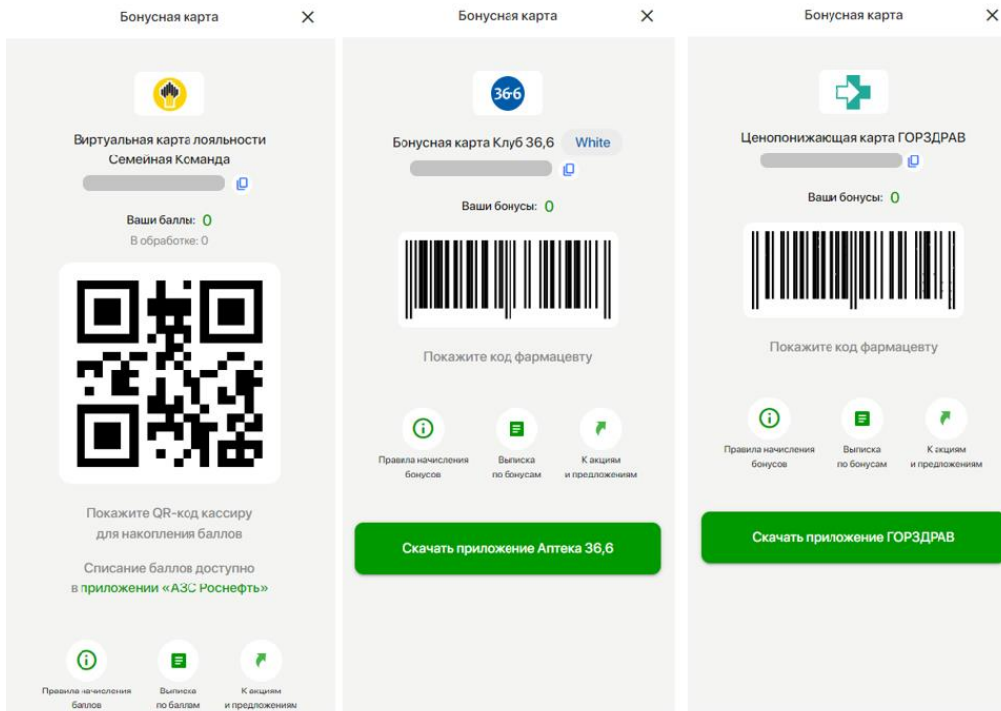 Бонусная карта
Виртуальная карта лояльности
Семейная Команда
Ваши баллы: 0
В обработке: 0
Покажите QR-код кассиру
для накопления баллов
Списание баллов доступно
в приложении «АЗС Роснефть»
Правила начисления
баллов
Выписка
по баллам
К акциям
и предложениям
Бонусная карта
36·6
Бонусная карта Клуб 36,6 White
Ваши бонусы: 0
Покажите код фармацевту
Правила начисления
бонусов
Выписка
по бонусам
К акциям
и предложениям
Скачать приложение Аптека 36,6
Бонусная карта
Ценопонижающая карта ГОРЗДРАВ
Ваши бонусы: 0
Покажите код фармацевту
Правила начисления
бонусов
Выписка
по бонусам
К акциям
и предложениям
Скачать приложение ГОРЗДРАВ